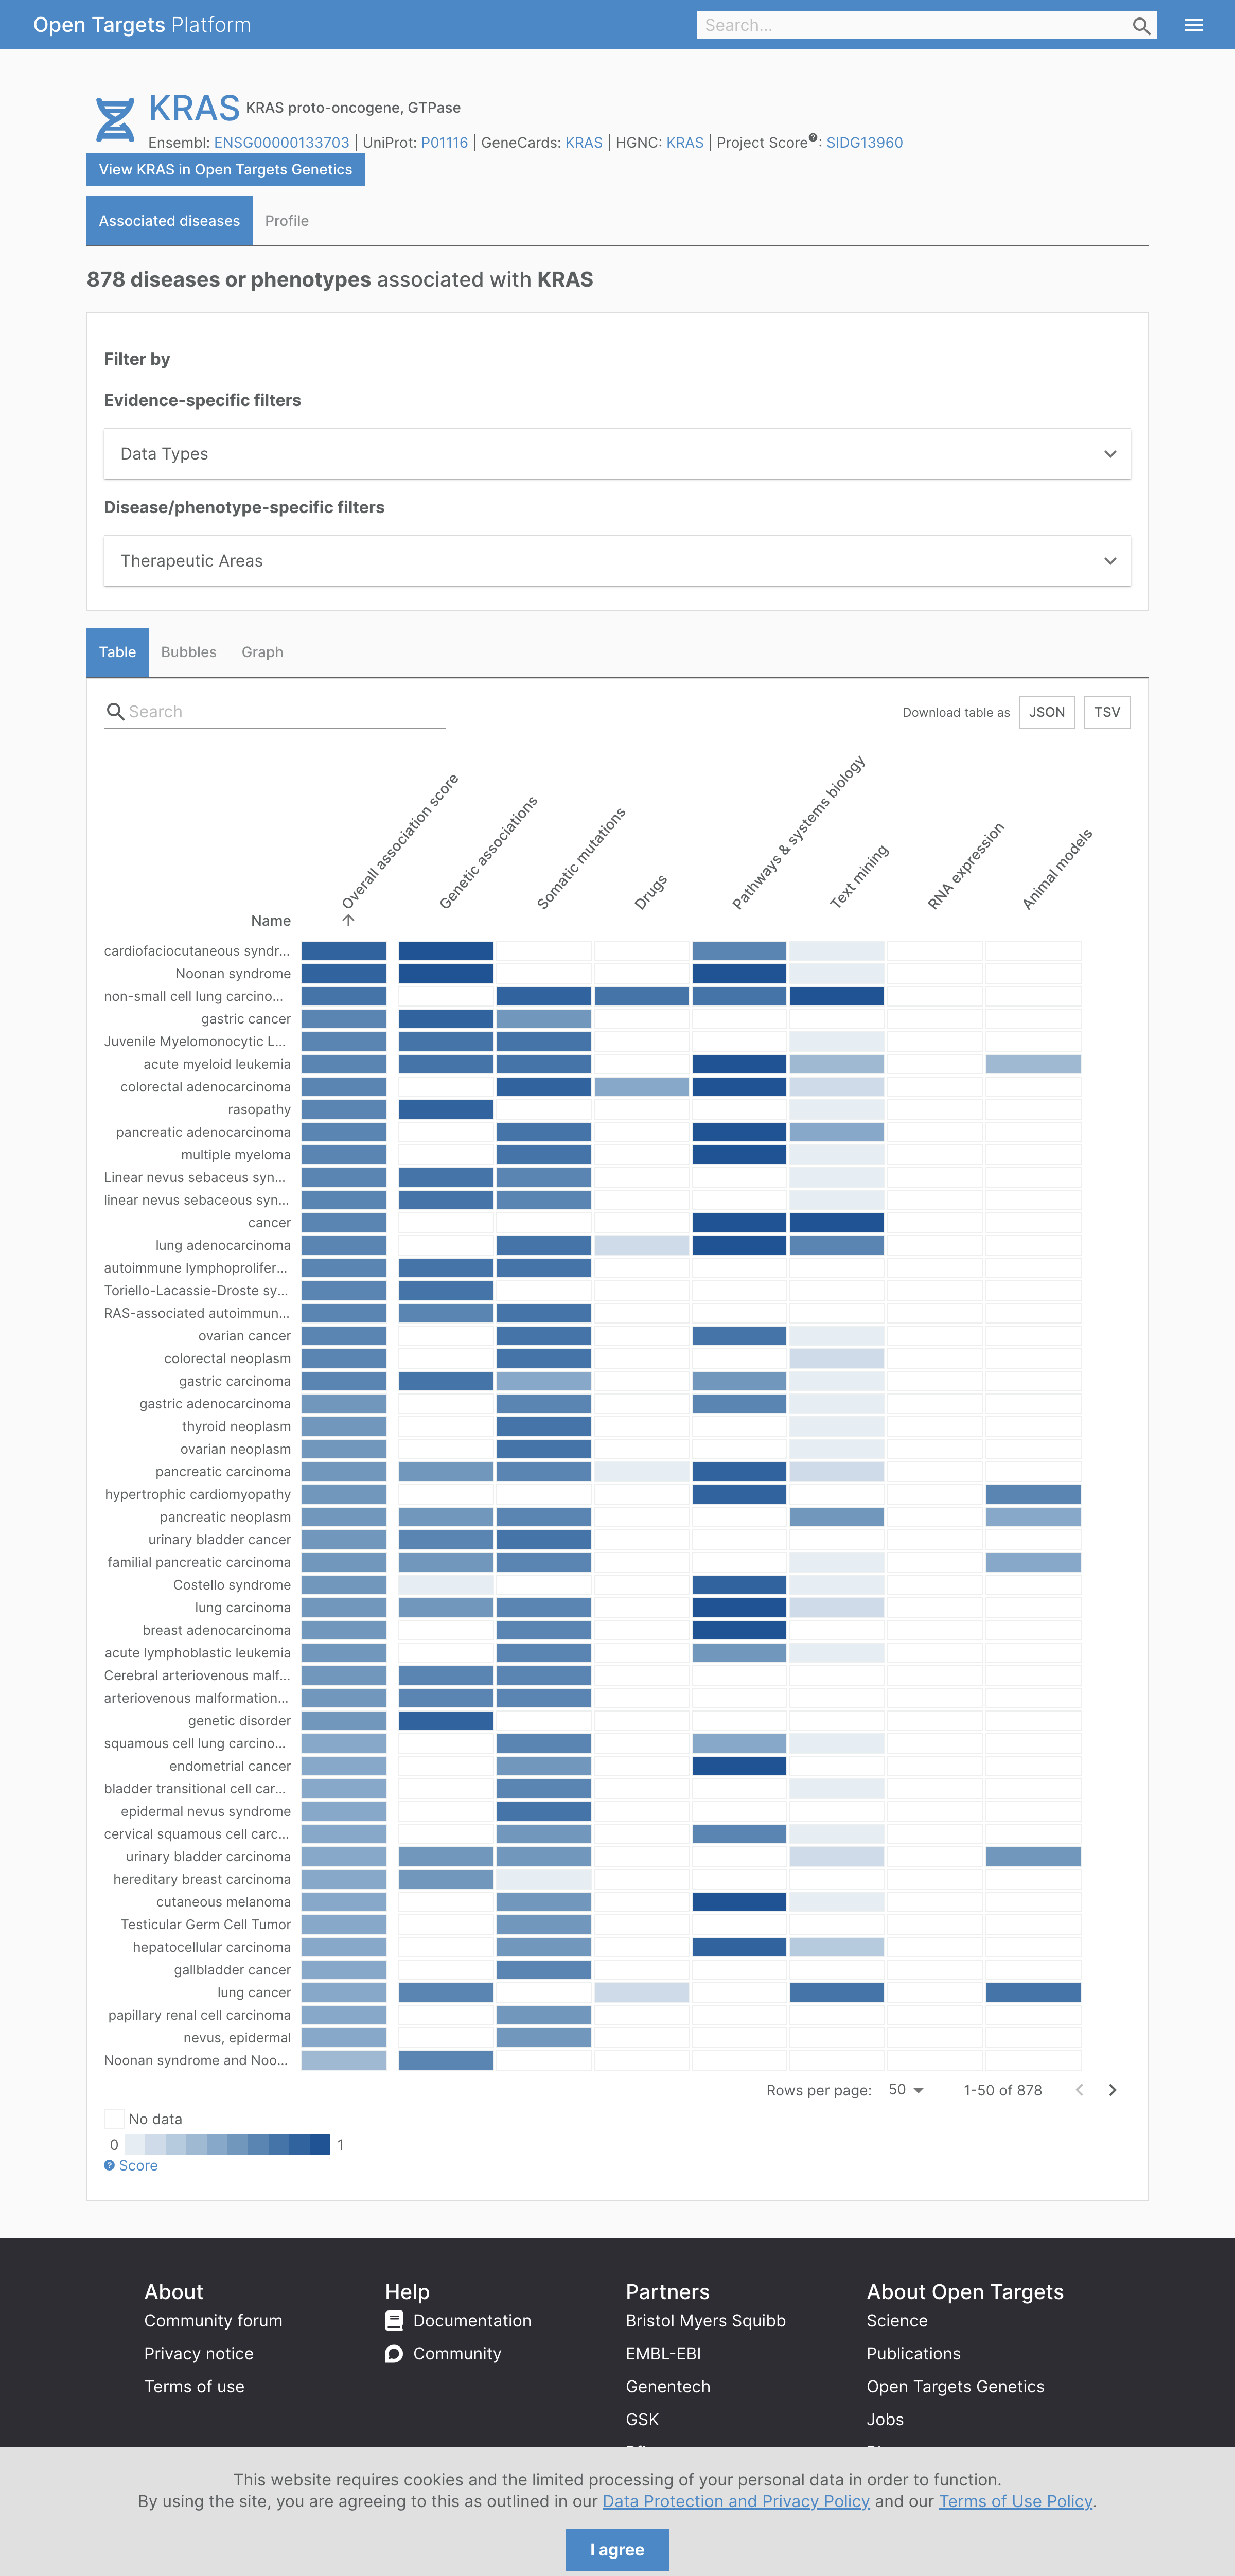 Open Targets Platform
Search...
KRAS KRAS proto-oncogene, GTPase
Ensembl: ENSG00000133703 | UniProt: P01116 | GeneCards: KRAS | HGNC: KRAS | Project Score?: SIDG13960
View KRAS in Open Targets Genetics
Associated diseases
Profile
878 diseases or phenotypes associated with KRAS
Filter by
Evidence-specific filters
Data Types
Disease/phenotype-specific filters
Therapeutic Areas
Table
Bubbles
Graph
Search
Download table as
JSON
TSV
Name
Overall association score
Genetic associations
Somatic mutations
Drugs
Pathways & systems biology
Text mining
RNA expression
Animal models
cardiofaciocutaneous syndr...
Noonan syndrome
non-small cell lung carcino...
gastric cancer
Juvenile Myelomonocytic L...
acute myeloid leukemia
colorectal adenocarcinoma
rasopathy
pancreatic adenocarcinoma
multiple myeloma
Linear nevus sebaceus syn...
linear nevus sebaceous syn...
cancer
lung adenocarcinoma
autoimmune lymphoprolifer...
Toriello-Lacassie-Droste sy...
RAS-associated autoimmun...
ovarian cancer
colorectal neoplasm
gastric carcinoma
gastric adenocarcinoma
thyroid neoplasm
ovarian neoplasm
pancreatic carcinoma
hypertrophic cardiomyopathy
pancreatic neoplasm
urinary bladder cancer
familial pancreatic carcinoma
Costello syndrome
lung carcinoma
breast adenocarcinoma
acute lymphoblastic leukemia
Cerebral arteriovenous malf...
arteriovenous malformation...
genetic disorder
squamous cell lung carcino...
endometrial cancer
bladder transitional cell car...
epidermal nevus syndrome
cervical squamous cell carc...
urinary bladder carcinoma
hereditary breast carcinoma
cutaneous melanoma
Testicular Germ Cell Tumor
hepatocellular carcinoma
gallbladder cancer
lung cancer
papillary renal cell carcinoma
nevus, epidermal
Noonan syndrome and Noo...
Rows per page: 50
1-50 of 878
No data
0
1
? Score
About
Community forum
Privacy notice
Terms of use
Help
Documentation
Community
Partners
Bristol Myers Squibb
EMBL-EBI
Genentech
GSK
About Open Targets
Science
Publications
Open Targets Genetics
Jobs
This website requires cookies and the limited processing of your personal data in order to function.
By using the site, you are agreeing to this as outlined in our Data Protection and Privacy Policy and our Terms of Use Policy.
I agree